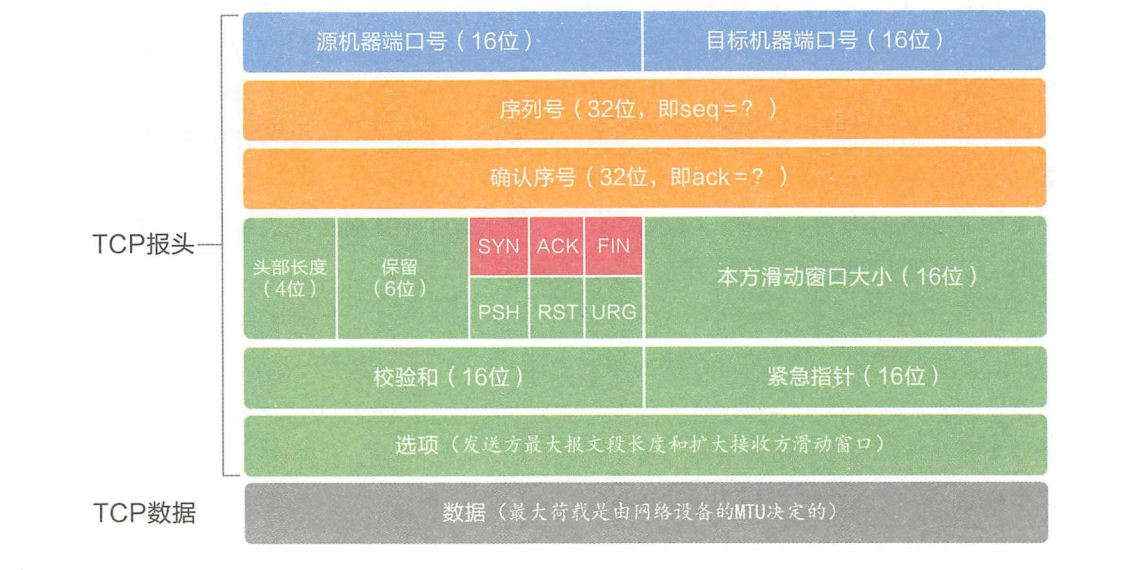 源机器端口号（16位）
目标机器端口号（16位）
序列号（32位，即seq=？）
确认序号（32位，即ack=？）
TCP报头
头部长度
（4位）
保留
（6位）
SYN
ACK
FIN
PSH
RST
URG
本方滑动窗口大小（16位）
校验和（16位）
紧急指针（16位）
选项（发送方最大报文段长度和扩大接收方滑动窗口）
TCP数据
数据（最大荷载是由网络设备的MTU决定的）